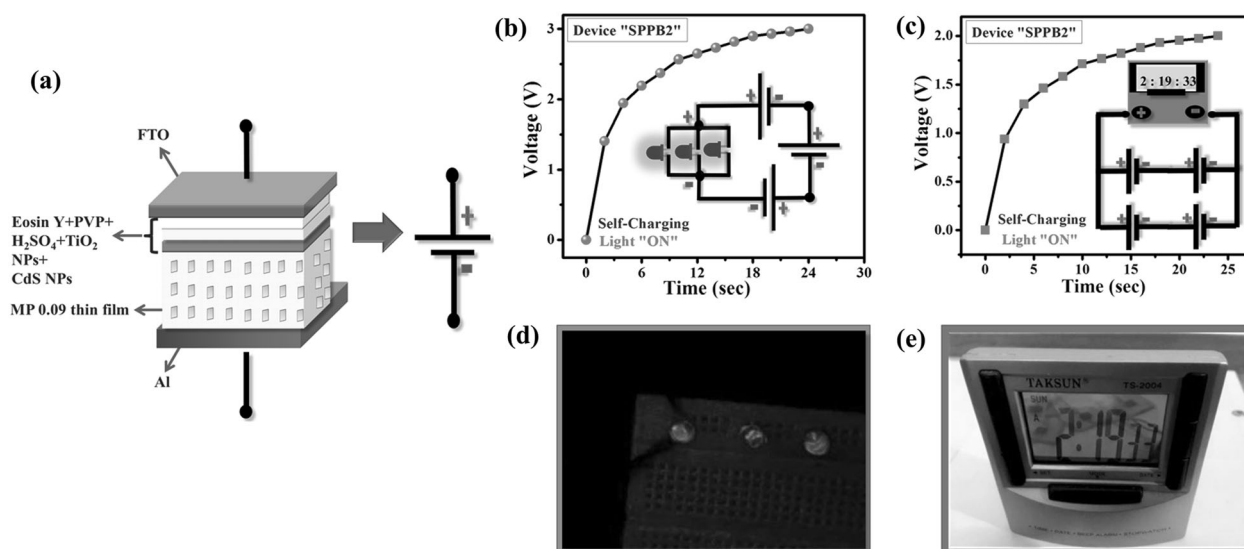 (a)
FTO
Eosin Y+PVP+
H₂SO₄+TiO₂
NPs+
CdS NPs
MP 0.09 thin film
Al
+
-
(b)
Device "SPPB2"
Voltage (V)
3
2
1
0
+
-
+
-
+
-
+
-
Self-Charging
Light "ON"
0 6 12 18 24 30
Time (sec)
(c)
Device "SPPB2"
Voltage (V)
2.0
1.5
1.0
0.5
0.0
2 : 19 : 33
+ -
+ - + -
+ - + -
Self-Charging
Light "ON"
0 5 10 15 20 25
Time (sec)
(d)
(e)
TAKSUN®
TS-2004
SUN
A
2:19